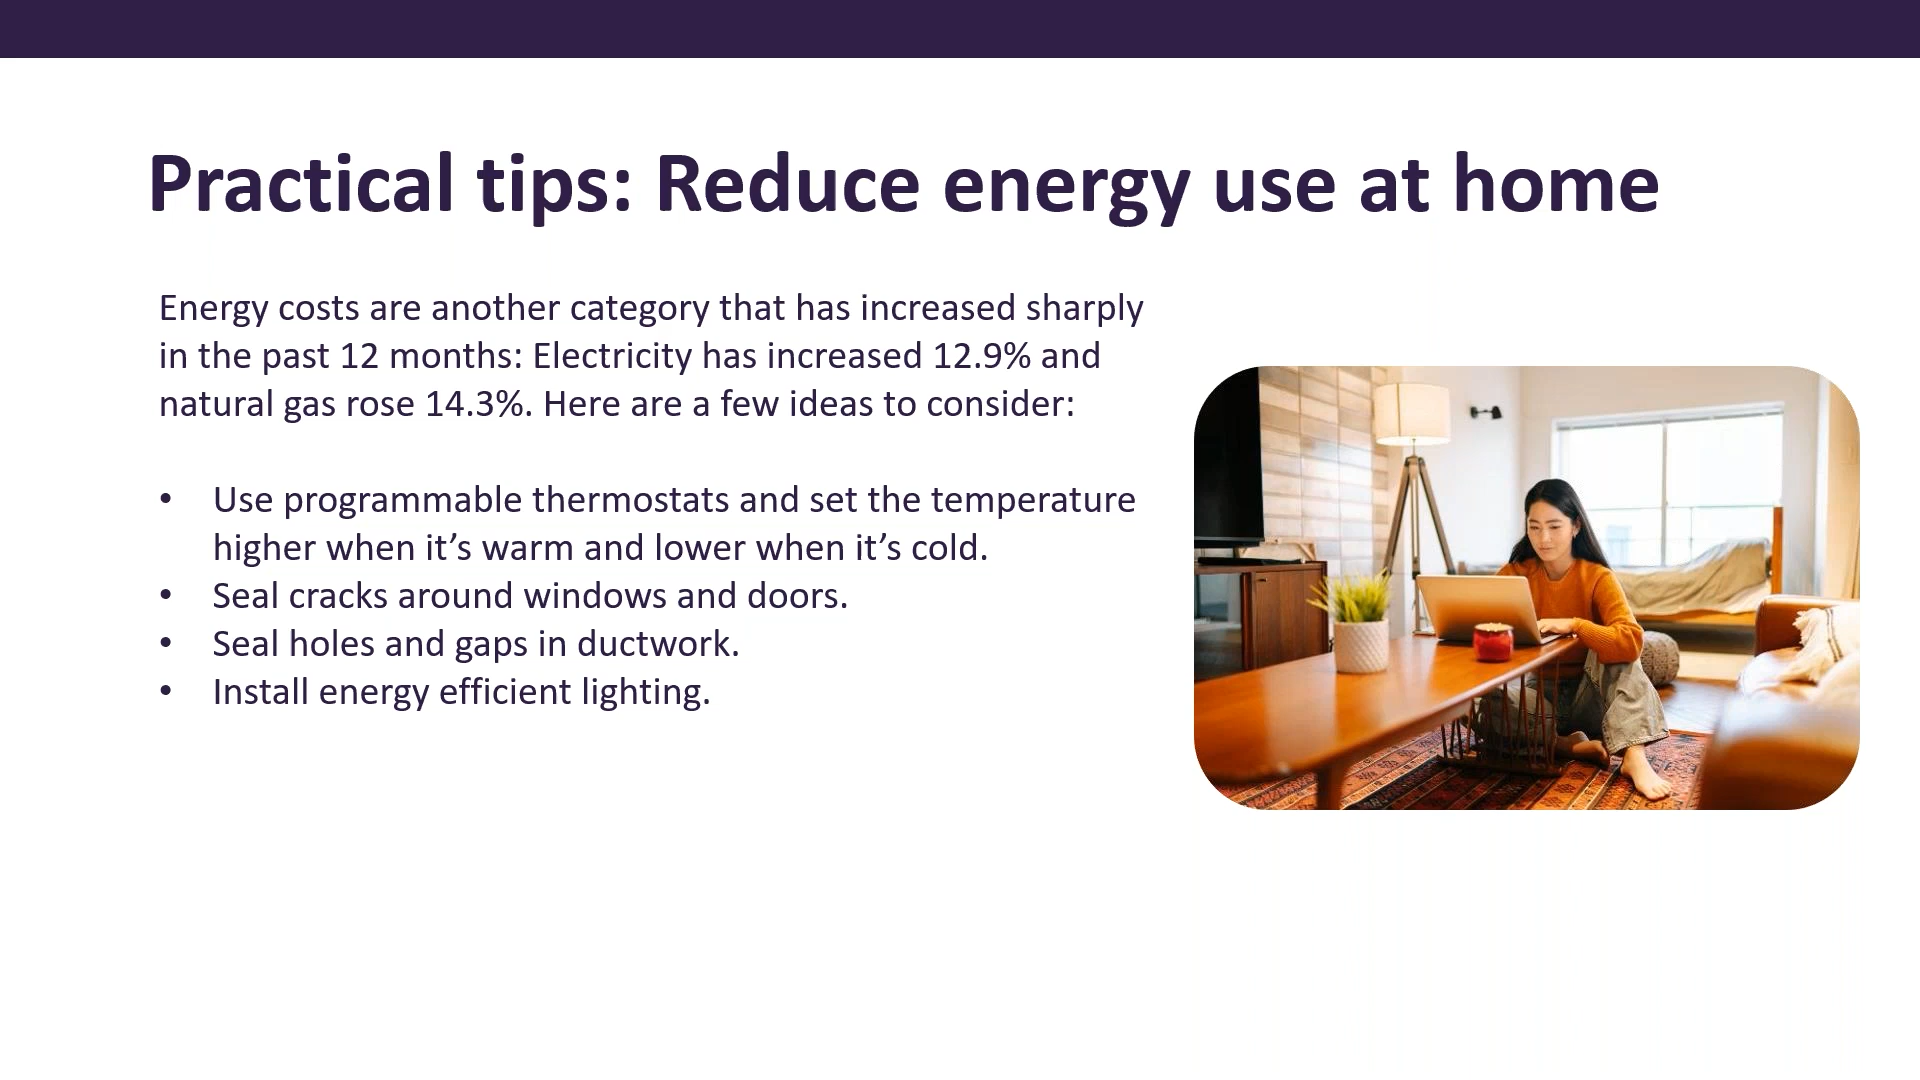 Practical tips: Reduce energy use at home
Energy costs are another category that has increased sharply
in the past 12 months: Electricity has increased 12.9% and
natural gas rose 14.3%. Here are a few ideas to consider:
• Use programmable thermostats and set the temperature
higher when it’s warm and lower when it’s cold.
• Seal cracks around windows and doors.
• Seal holes and gaps in ductwork.
• Install energy efficient lighting.